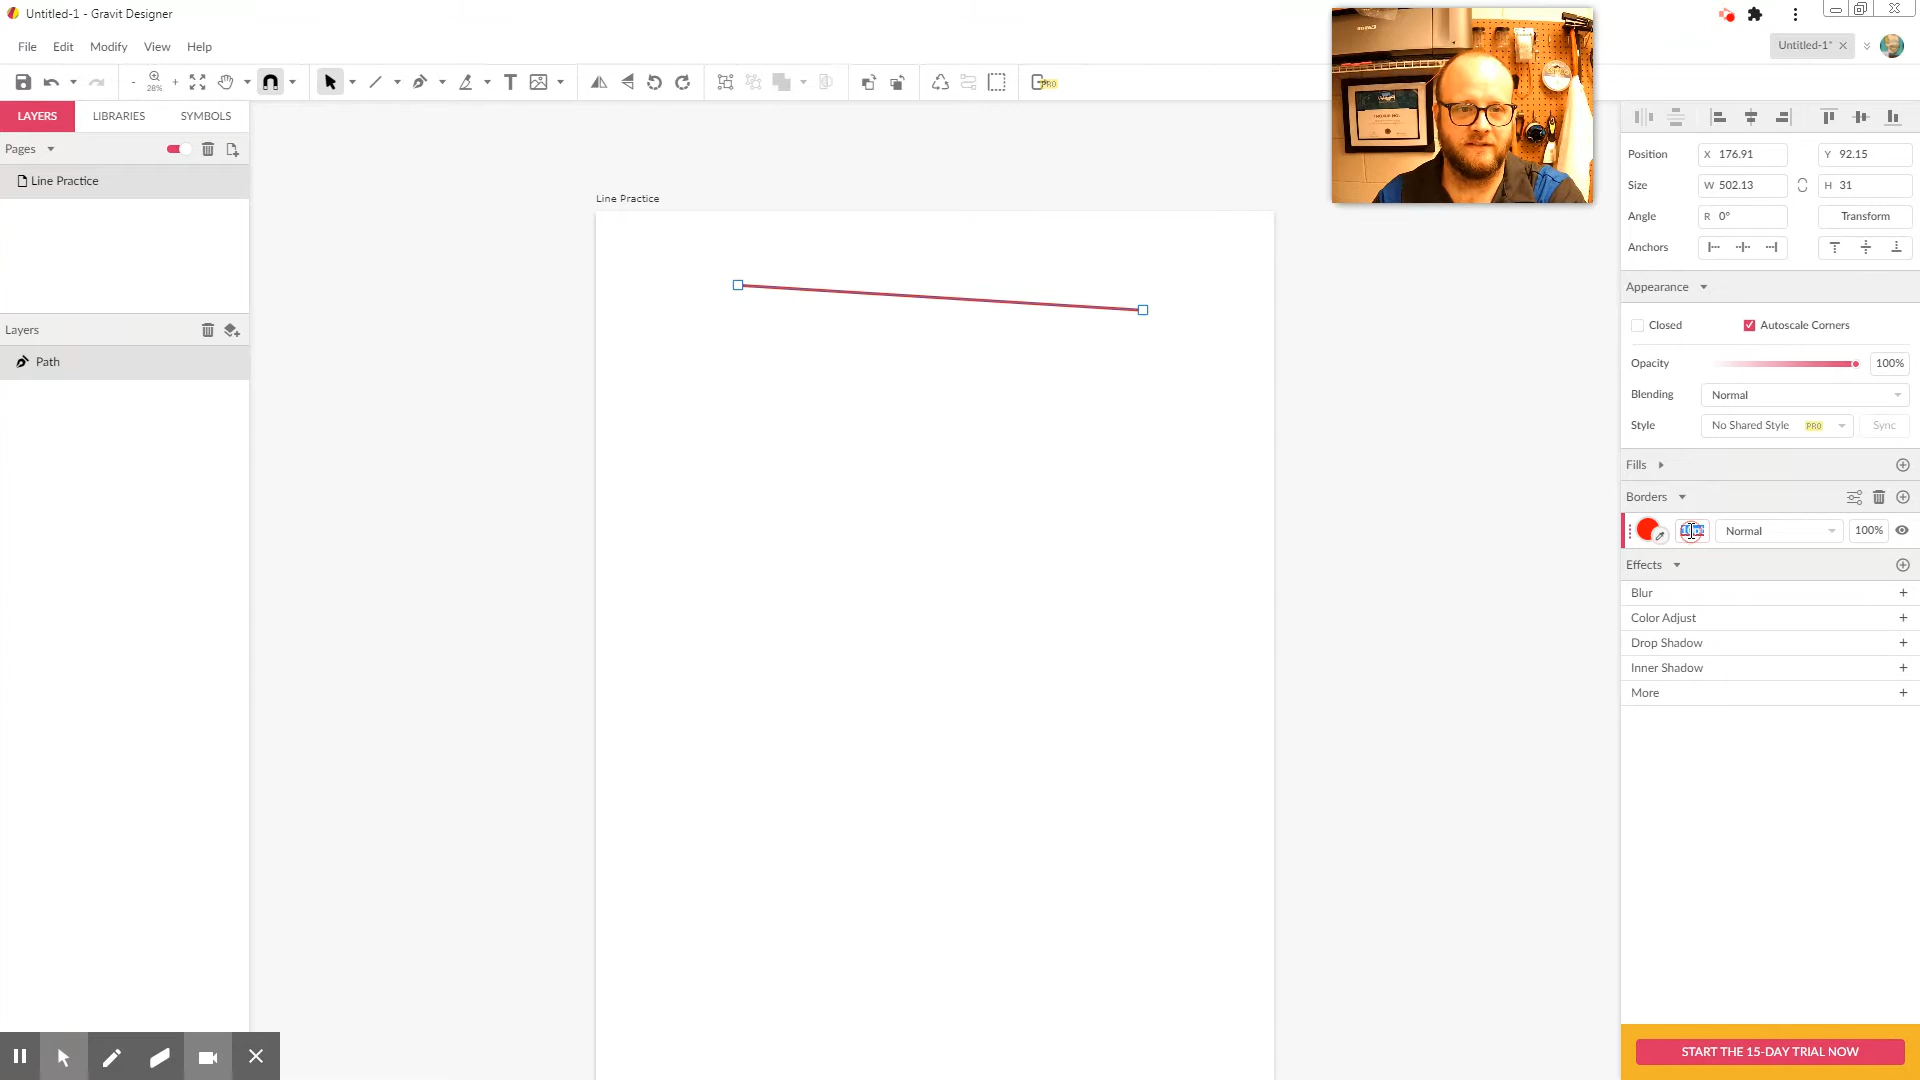 Untitled-1 - Gravit Designer
File Edit Modify View Help
Untitled-1*
28%
PRO
LAYERS LIBRARIES SYMBOLS
Pages
Line Practice
Layers
Path
Line Practice
Position X 176.91 Y 92.15
Size W 502.13 H 31
Angle R 0° Transform
Anchors
Appearance
Closed Autoscale Corners
Opacity 100%
Blending Normal
Style No Shared Style PRO Sync
Fills
Borders
Normal 100%
Effects
Blur
Color Adjust
Drop Shadow
Inner Shadow
More
START THE 15-DAY TRIAL NOW